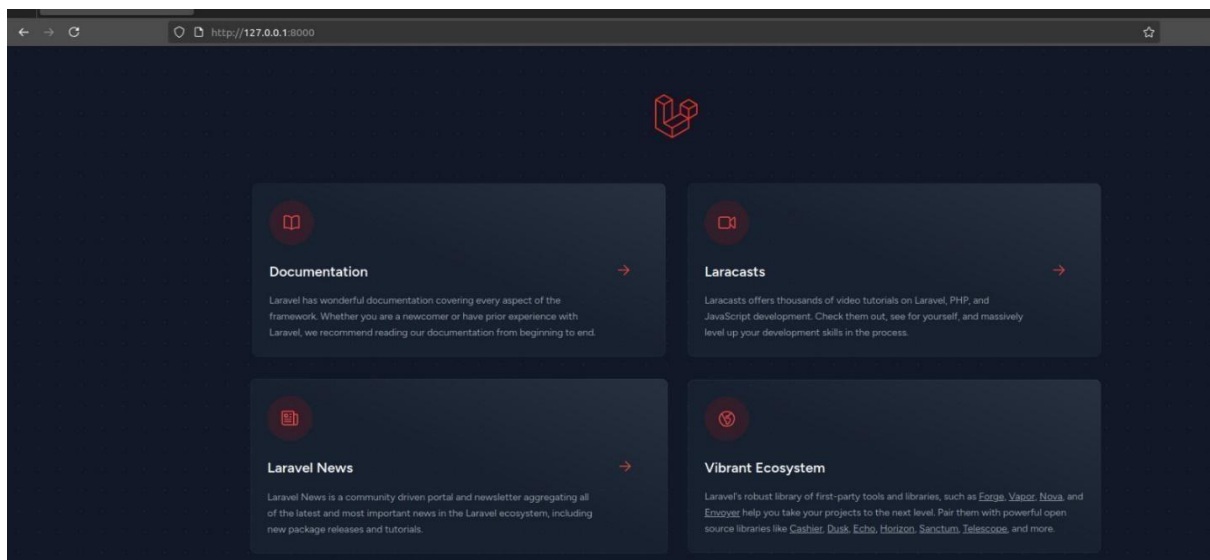 http://127.0.0.1:8000
Documentation
Laravel has wonderful documentation covering every aspect of the
framework. Whether you are a newcomer or have prior experience with
Laravel, we recommend reading our documentation from beginning to end.
Laracasts
Laracasts offers thousands of video tutorials on Laravel, PHP, and
JavaScript development. Check them out, see for yourself, and massively
level up your development skills in the process.
Laravel News
Laravel News is a community driven portal and newsletter aggregating all
of the latest and most important news in the Laravel ecosystem, including
new package releases and tutorials.
Vibrant Ecosystem
Laravel's robust library of first-party tools and libraries, such as Forge, Vapor, Nova, and
Envoyer help you take your projects to the next level. Pair them with powerful open
source libraries like Cashier, Dusk, Echo, Horizon, Sanctum, Telescope, and more.